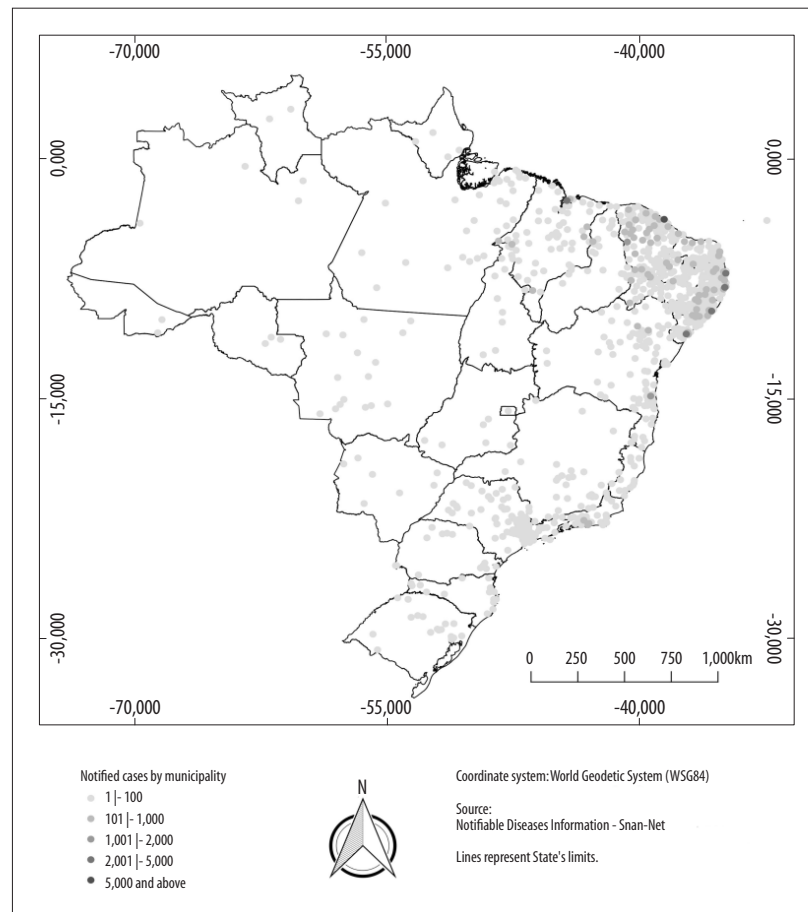 -70,000 -55,000 -40,000
0,000 0,000
-15,000 -15,000
-30,000 -30,000
0 250 500 750 1,000km
-70,000 -55,000 -40,000
Notified cases by municipality
1 |- 100
101 |- 1,000
1,001 |- 2,000
2,001 |- 5,000
5,000 and above
N
Coordinate system: World Geodetic System (WSG84)
Source:
Notifiable Diseases Information - Snan-Net
Lines represent State's limits.